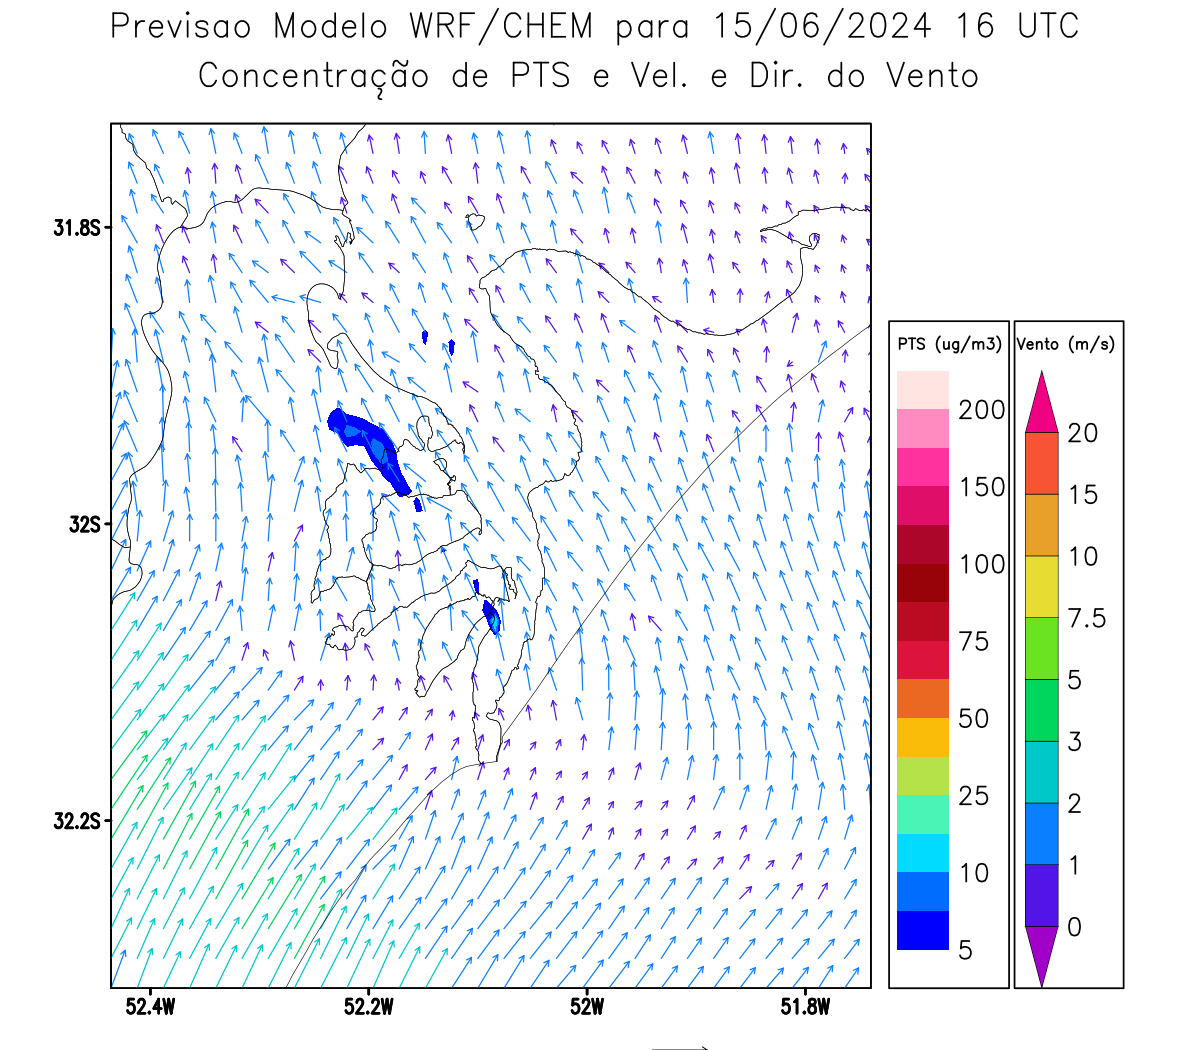 Previsao Modelo WRF/CHEM para 15/06/2024 16 UTC
Concentração de PTS e Vel. e Dir. do Vento
31.8S
32S
32.2S
52.4W 52.2W 52W 51.8W
PTS (ug/m3)
200
150
100
75
50
25
10
5
Vento (m/s)
20
15
10
7.5
5
3
2
1
0